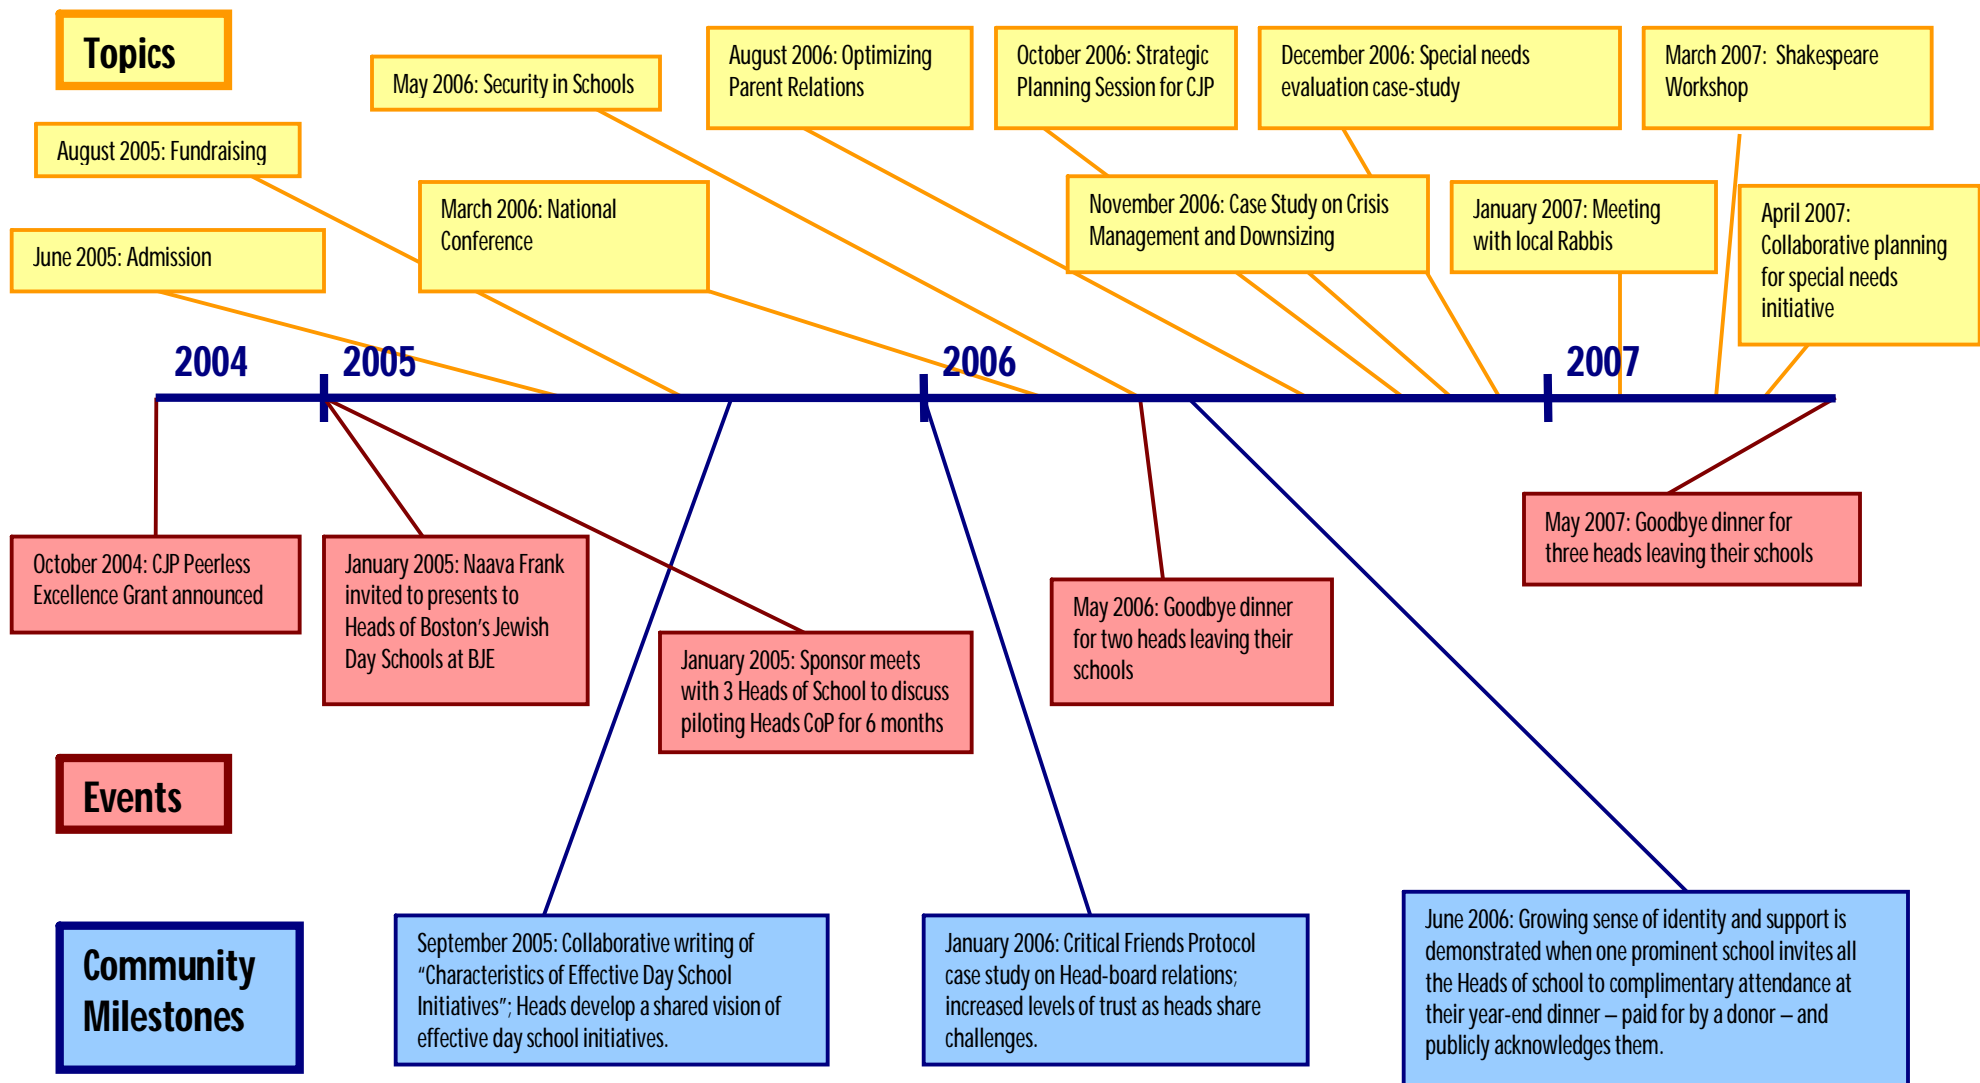 Topics
May 2006: Security in Schools
August 2006: Optimizing
Parent Relations
October 2006: Strategic
Planning Session for CJP
December 2006: Special needs
evaluation case-study
March 2007: Shakespeare
Workshop
August 2005: Fundraising
March 2006: National
Conference
November 2006: Case Study on Crisis
Management and Downsizing
January 2007: Meeting
with local Rabbis
April 2007:
Collaborative planning
for special needs
initiative
June 2005: Admission
2004
2005
2006
2007
October 2004: CJP Peerless
Excellence Grant announced
January 2005: Naava Frank
invited to presents to
Heads of Boston's Jewish
Day Schools at BJE
January 2005: Sponsor meets
with 3 Heads of School to discuss
piloting Heads CoP for 6 months
May 2006: Goodbye dinner
for two heads leaving their
schools
May 2007: Goodbye dinner for
three heads leaving their schools
Events
Community
Milestones
September 2005: Collaborative writing of
“Characteristics of Effective Day School
Initiatives”; Heads develop a shared vision of
effective day school initiatives.
January 2006: Critical Friends Protocol
case study on Head-board relations;
increased levels of trust as heads share
challenges.
June 2006: Growing sense of identity and support is
demonstrated when one prominent school invites all
the Heads of school to complimentary attendance at
their year-end dinner – paid for by a donor – and
publicly acknowledges them.